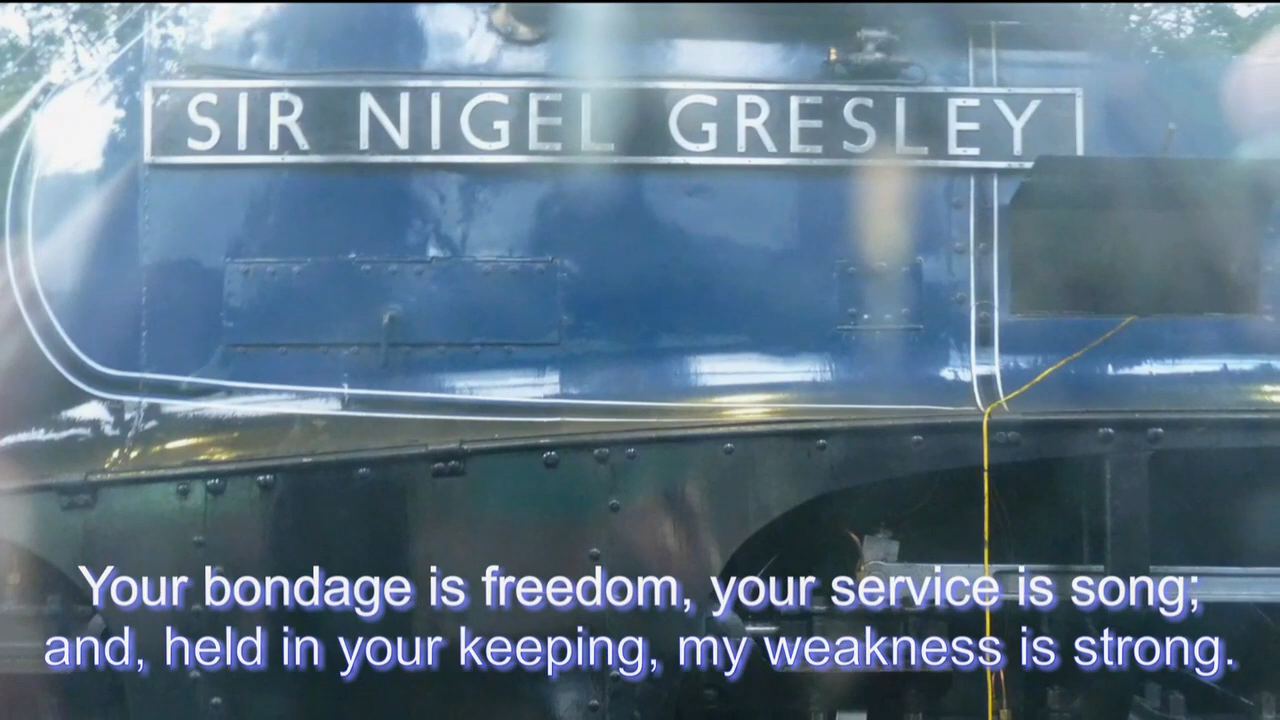 SIR NIGEL GRESLEY
Your bondage is freedom, your service is song;
and, held in your keeping, my weakness is strong.